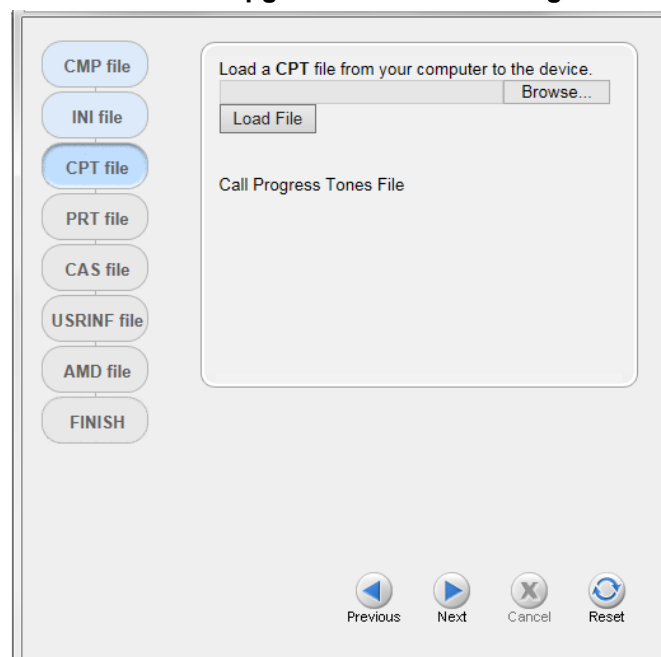 CMP file
INI file
CPT file
PRT file
CAS file
USRINF file
AMD file
FINISH
Load a CPT file from your computer to the device.
Browse...
Load File
Call Progress Tones File
Previous Next Cancel Reset